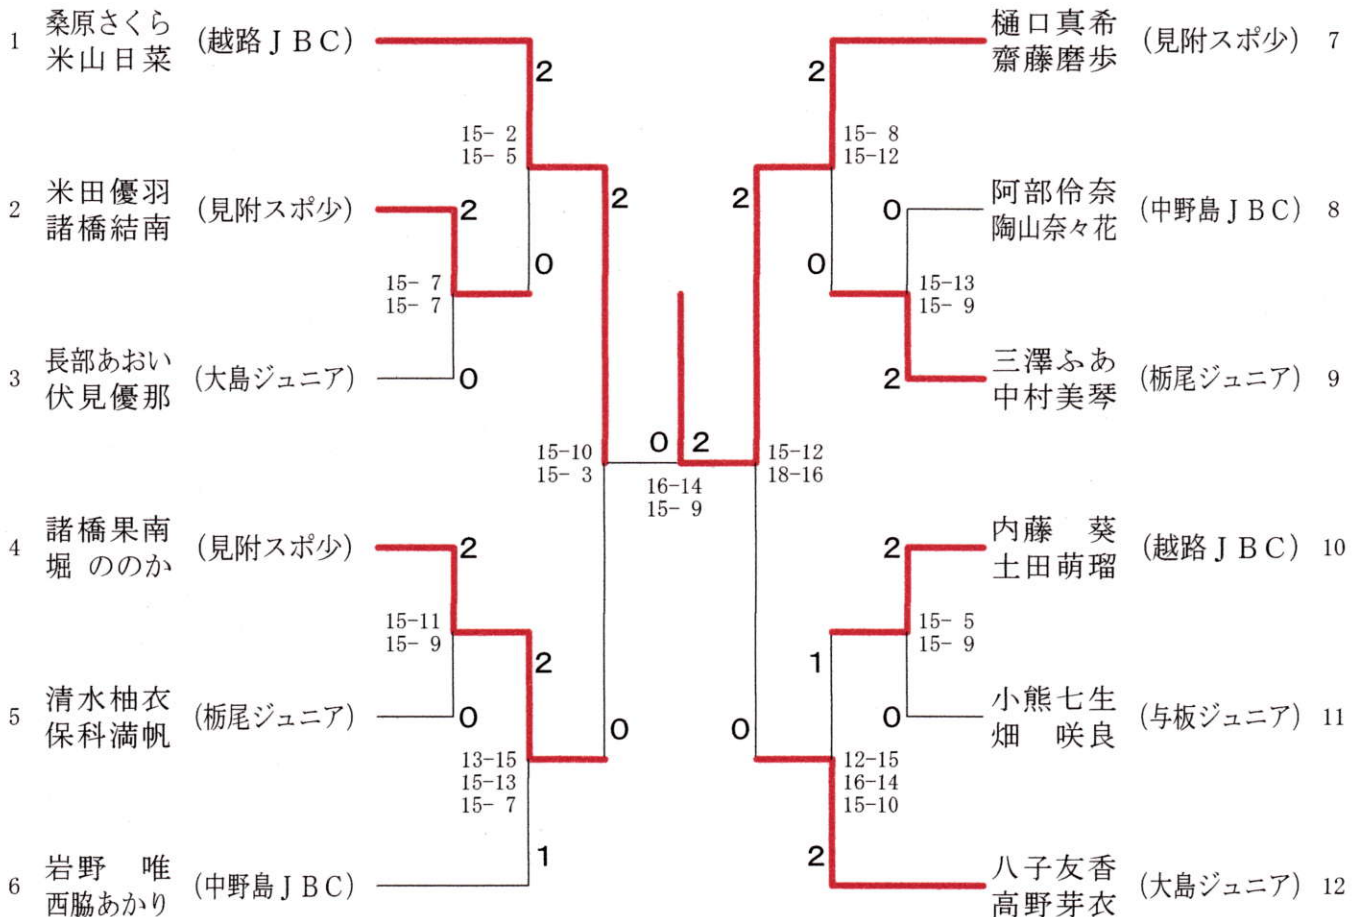 1 桑原さくら (越路ＪＢＣ)
米山日菜
2
15- 2
15- 5
2 米田優羽 (見附スポ少)
諸橋結南
2
2
0
15- 7
15- 7
3 長部あおい (大島ジュニア)
伏見優那
0
15-10
15- 3
4 諸橋果南 (見附スポ少)
堀 ののか
2
15-11
15- 9
2
5 清水柚衣 (栃尾ジュニア)
保科満帆
0
0
13-15
15-13
15- 7
1
6 岩野 唯 (中野島ＪＢＣ)
西脇あかり
0 2
16-14
15- 9
樋口真希 (見附スポ少) 7
齋藤磨歩
2
15- 8
15-12
2
阿部伶奈 (中野島ＪＢＣ) 8
陶山奈々花
0
0
15-13
15- 9
三澤ふあ (栃尾ジュニア) 9
中村美琴
2
15-12
18-16
内藤 葵 (越路ＪＢＣ) 10
土田萌瑠
2
15- 5
15- 9
1
小熊七生 (与板ジュニア) 11
畑 咲良
0
0
12-15
16-14
15-10
2
八子友香 (大島ジュニア) 12
高野芽衣